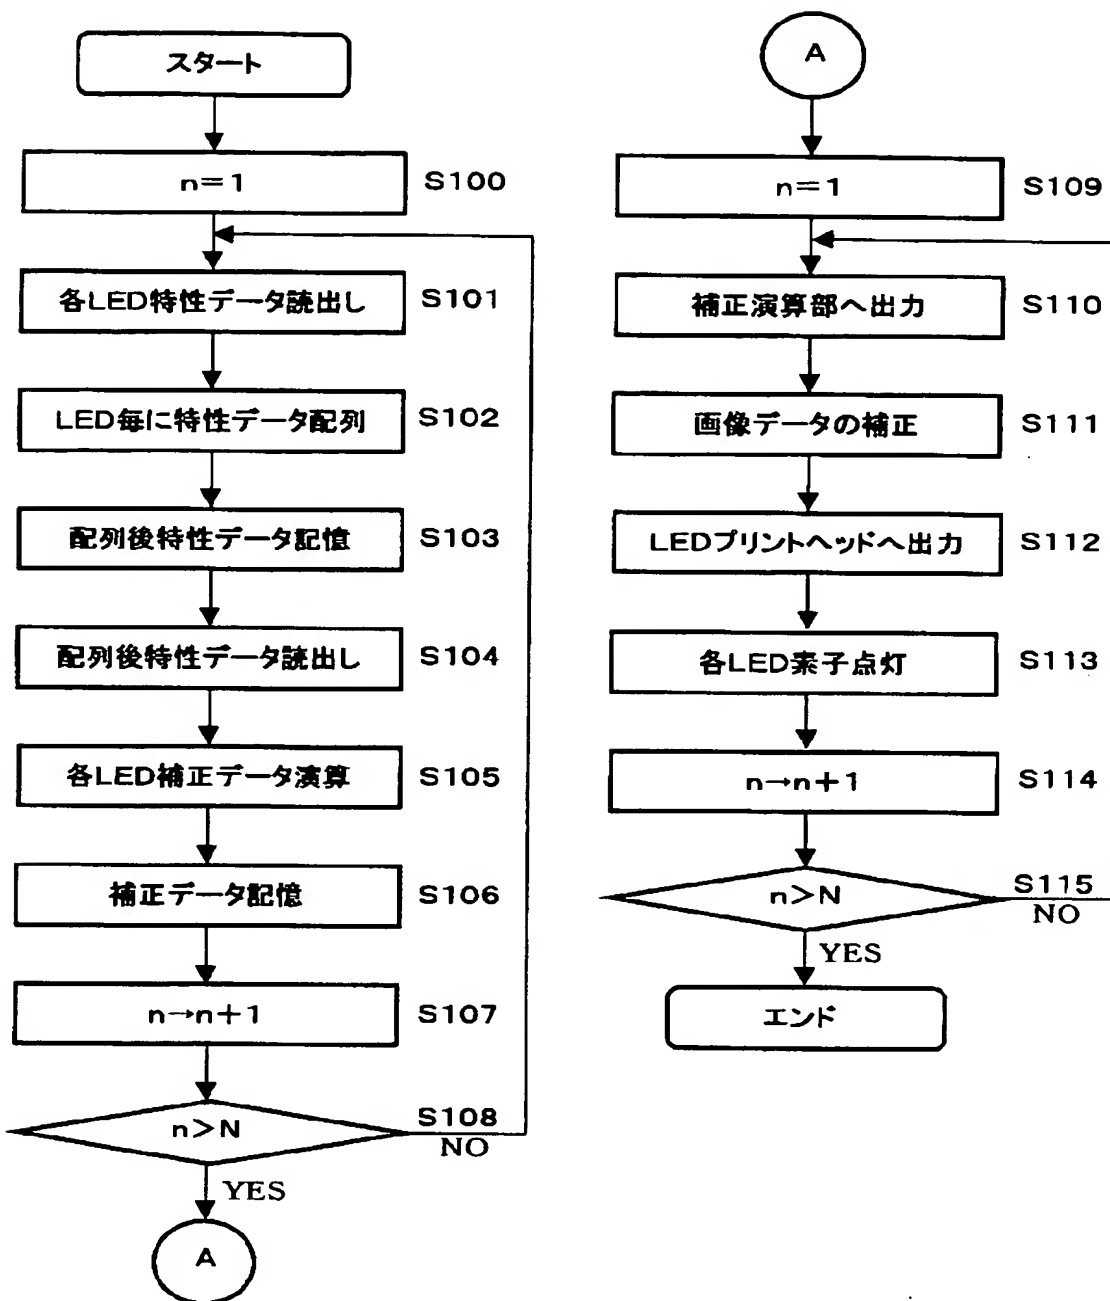 スタート
n=1 S100
各LED特性データ読出し S101
LED毎に特性データ配列 S102
配列後特性データ記憶 S103
配列後特性データ読出し S104
各LED補正データ演算 S105
補正データ記憶 S106
n→n+1 S107
n>N S108
NO
YES
A
A
n=1 S109
補正演算部へ出力 S110
画像データの補正 S111
LEDプリントヘッドへ出力 S112
各LED素子点灯 S113
n→n+1 S114
n>N S115
NO
YES
エンド